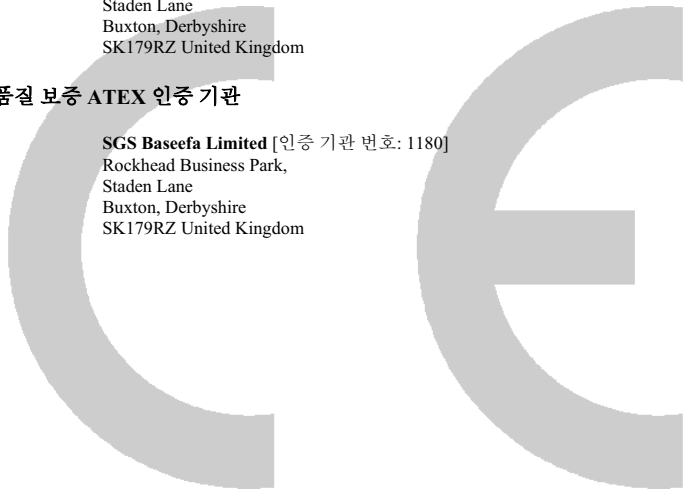 Staden Lane
Buxton, Derbyshire
SK179RZ United Kingdom
품질 보증 ATEX 인증 기관
SGS Baseefa Limited [인증 기관 번호: 1180]
Rockhead Business Park,
Staden Lane
Buxton, Derbyshire
SK179RZ United Kingdom